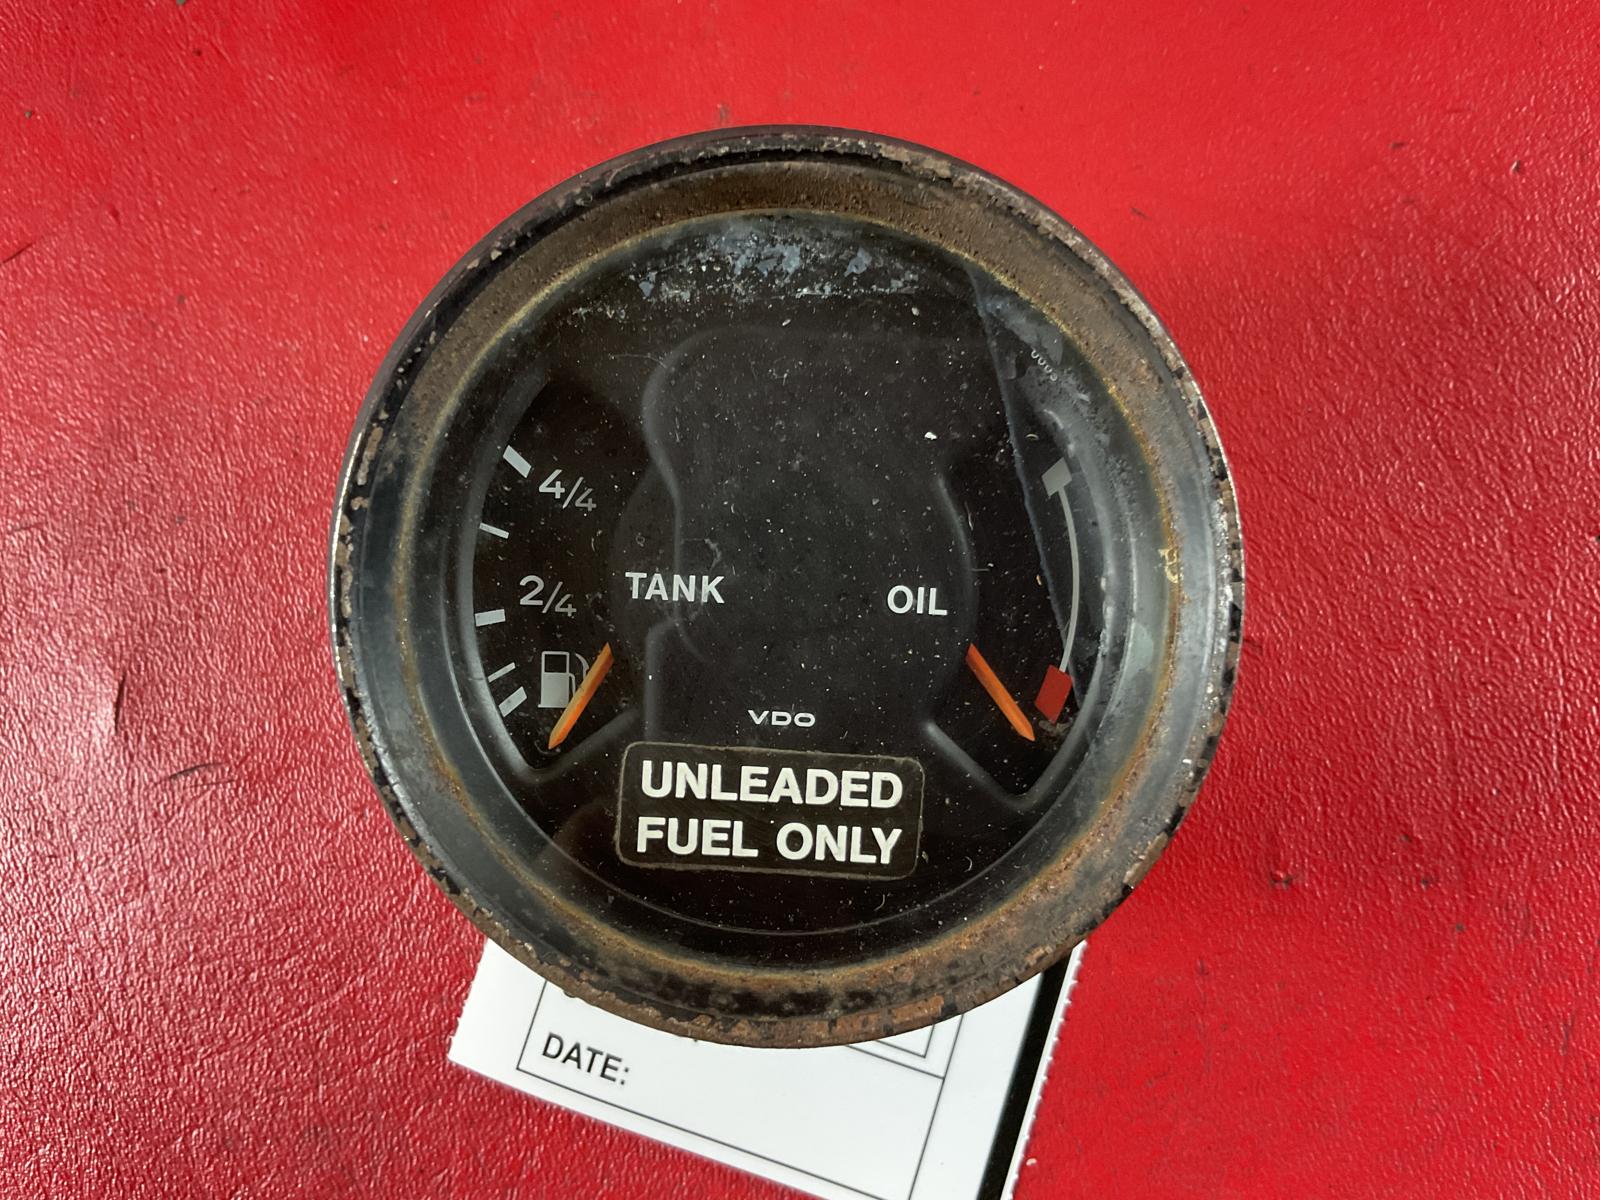 4/4
2/4
TANK
OIL
VDO
UNLEADED
FUEL ONLY
DATE: